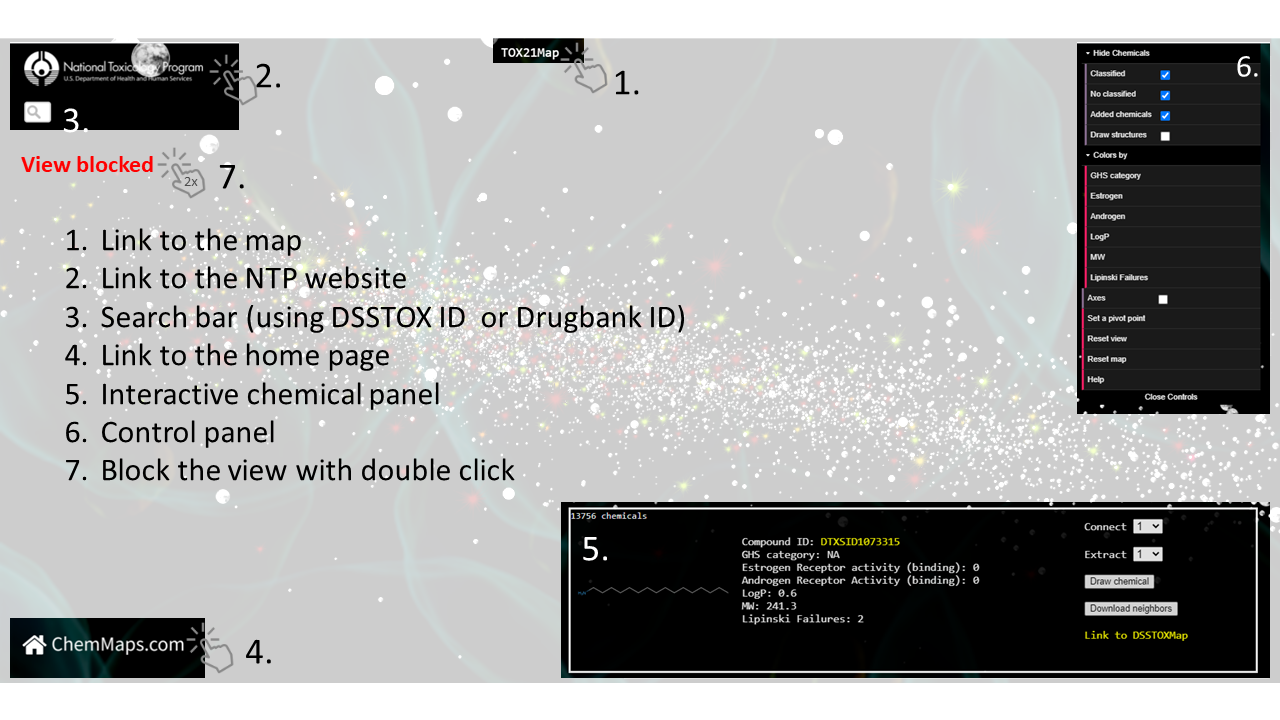 National Toxicology Program
U.S. Department of Health and Human Services
2.
3.
TOX21Map
1.
View blocked
2x
7.
1. Link to the map
2. Link to the NTP website
3. Search bar (using DSSTOX ID or Drugbank ID)
4. Link to the home page
5. Interactive chemical panel
6. Control panel
7. Block the view with double click
6.
Hide Chemicals
Classified
No classified
Added chemicals
Draw structures
Colors by
GHS category
Estrogen
Androgen
LogP
MW
Lipinski Failures
Axes
Set a pivot point
Reset view
Reset map
Help
Close Controls
13756 chemicals
5.
Compound ID: DTXSID1073315
GHS category: NA
Estrogen Receptor activity (binding): 0
Androgen Receptor Activity (binding): 0
LogP: 0.6
MW: 241.3
Lipinski Failures: 2
Connect 1
Extract 1
Draw chemical
Download neighbors
Link to DSSTOXMap
ChemMaps.com
4.